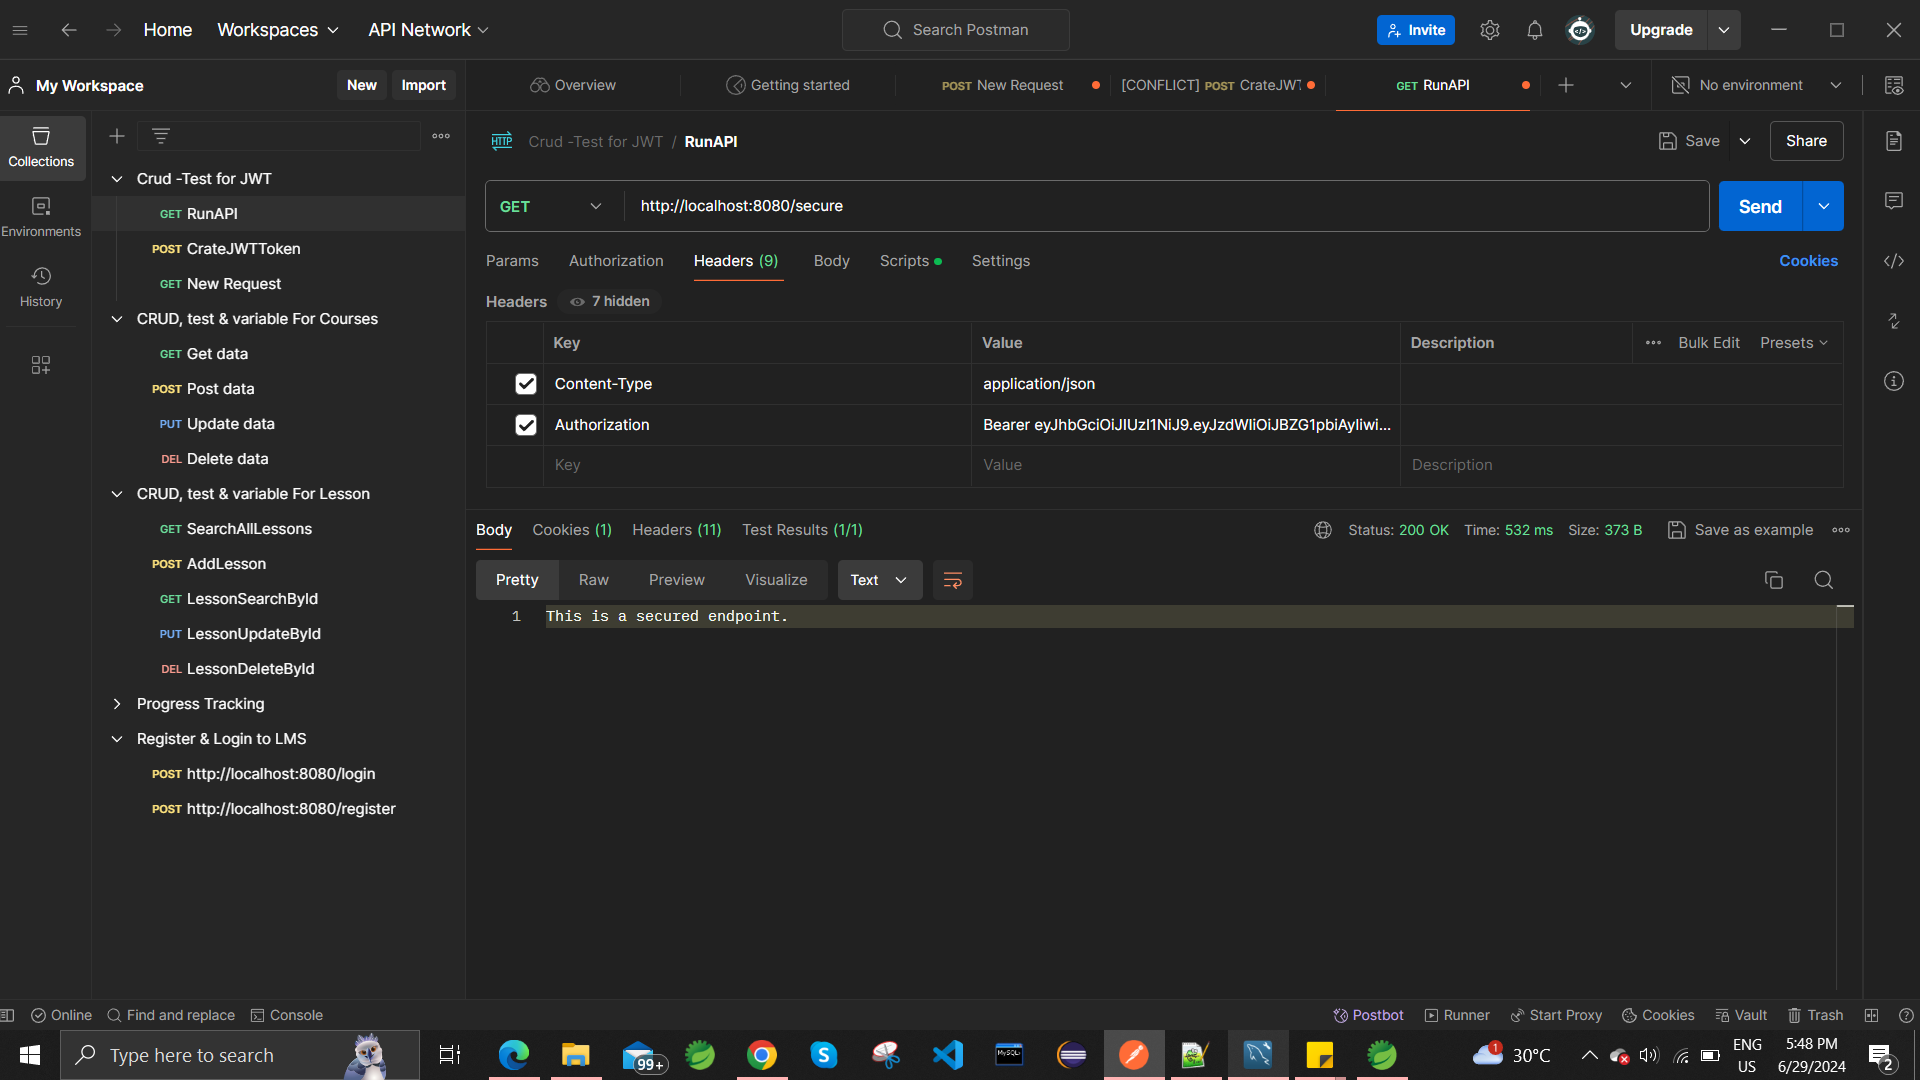 Home
Workspaces
API Network
Search Postman
Invite
Upgrade
My Workspace
New
Import
Overview
Getting started
POST New Request
[CONFLICT] POST CrateJWT
GET RunAPI
No environment
Collections
Environments
History
Crud -Test for JWT
GET RunAPI
POST CrateJWTToken
GET New Request
CRUD, test & variable For Courses
GET Get data
POST Post data
PUT Update data
DEL Delete data
CRUD, test & variable For Lesson
GET SearchAllLessons
POST AddLesson
GET LessonSearchById
PUT LessonUpdateById
DEL LessonDeleteById
Progress Tracking
Register & Login to LMS
POST http://localhost:8080/login
POST http://localhost:8080/register
HTTP Crud -Test for JWT / RunAPI
Save
Share
GET
http://localhost:8080/secure
Send
Params
Authorization
Headers (9)
Body
Scripts
Settings
Cookies
Headers
7 hidden
Key Value Description
Bulk Edit
Presets
Content-Type application/json
Authorization Bearer eyJhbGciOiJIUzI1NiJ9.eyJzdWIiOiJBZG1pbiAyIiwi...
Key Value Description
Body
Cookies (1)
Headers (11)
Test Results (1/1)
Status: 200 OK
Time: 532 ms
Size: 373 B
Save as example
Pretty
Raw
Preview
Visualize
Text
1 This is a secured endpoint.
Online
Find and replace
Console
Postbot
Runner
Start Proxy
Cookies
Vault
Trash
Type here to search
99+
MySQL
1
30°C
ENG
US
5:48 PM
6/29/2024
2